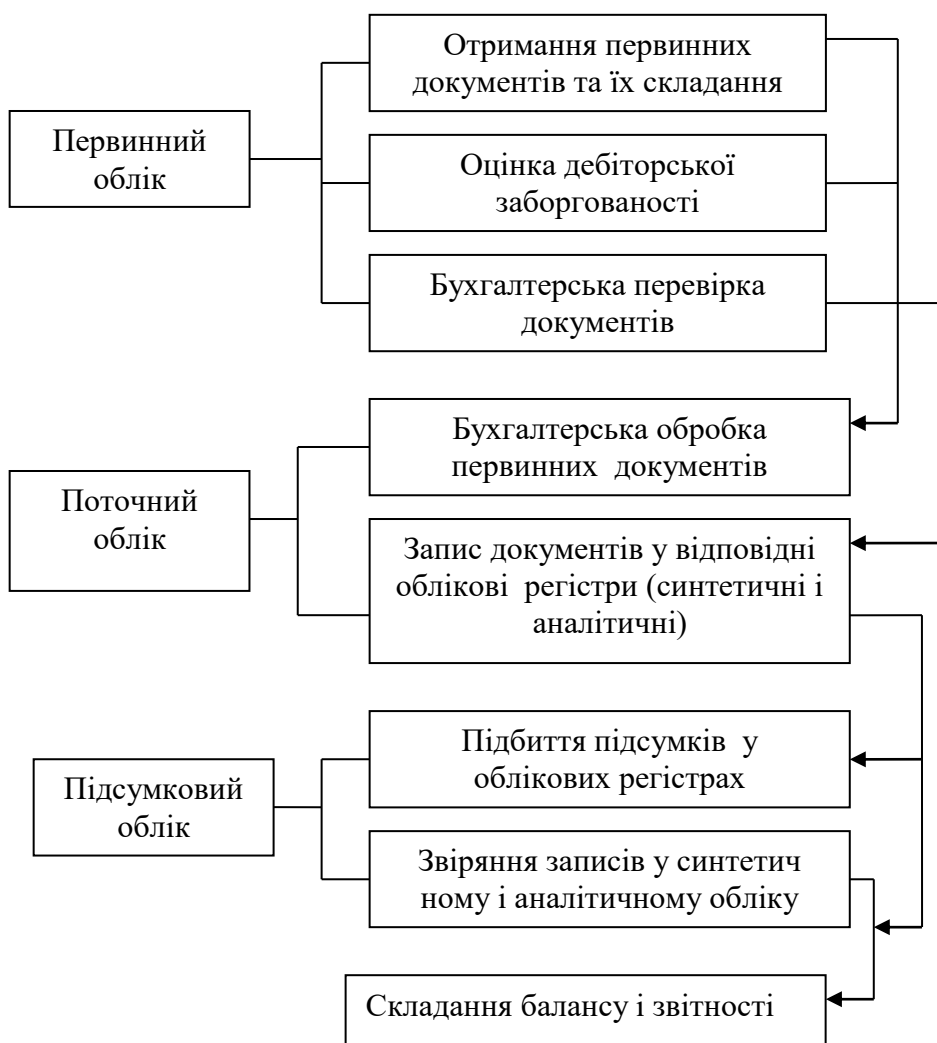 Отримання первинних
документів та їх складання
Первинний
облік
Оцінка дебіторської
заборгованості
Бухгалтерська перевірка
документів
Бухгалтерська обробка
первинних документів
Поточний
облік
Запис документів у відповідні
облікові регістри (синтетичні і
аналітичні)
Підбиття підсумків у
облікових регістрах
Підсумковий
облік
Звіряння записів у синтетич
ному і аналітичному обліку
Складання балансу і звітності